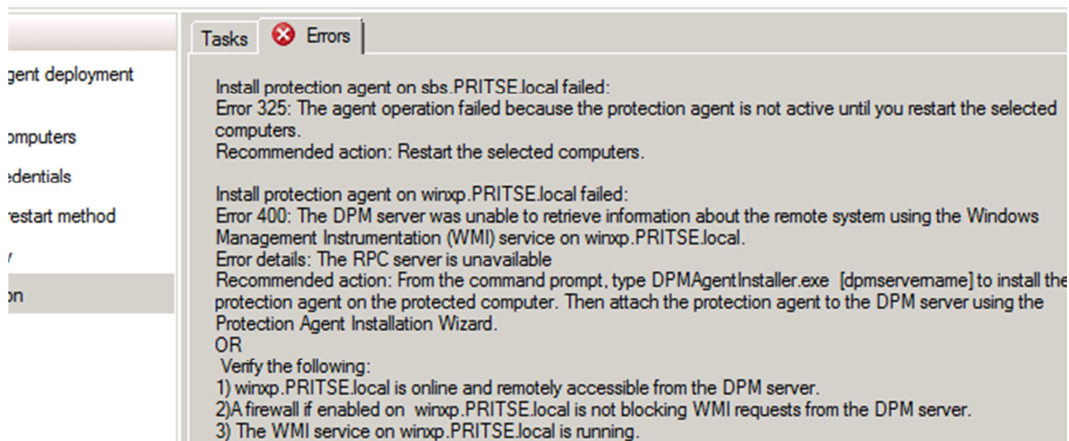 Tasks
Errors
gent deployment
omputers
edentials
restart method
on
Install protection agent on sbs.PRITSE.local failed:
Error 325: The agent operation failed because the protection agent is not active until you restart the selected
computers.
Recommended action: Restart the selected computers.
Install protection agent on winxp.PRITSE.local failed:
Error 400: The DPM server was unable to retrieve information about the remote system using the Windows
Management Instrumentation (WMI) service on winxp.PRITSE.local.
Error details: The RPC server is unavailable
Recommended action: From the command prompt, type DPMAgentInstaller.exe [dpmservername] to install the
protection agent on the protected computer. Then attach the protection agent to the DPM server using the
Protection Agent Installation Wizard.
OR
Verify the following:
1) winxp.PRITSE.local is online and remotely accessible from the DPM server.
2)A firewall if enabled on winxp.PRITSE.local is not blocking WMI requests from the DPM server.
3) The WMI service on winxp.PRITSE.local is running.